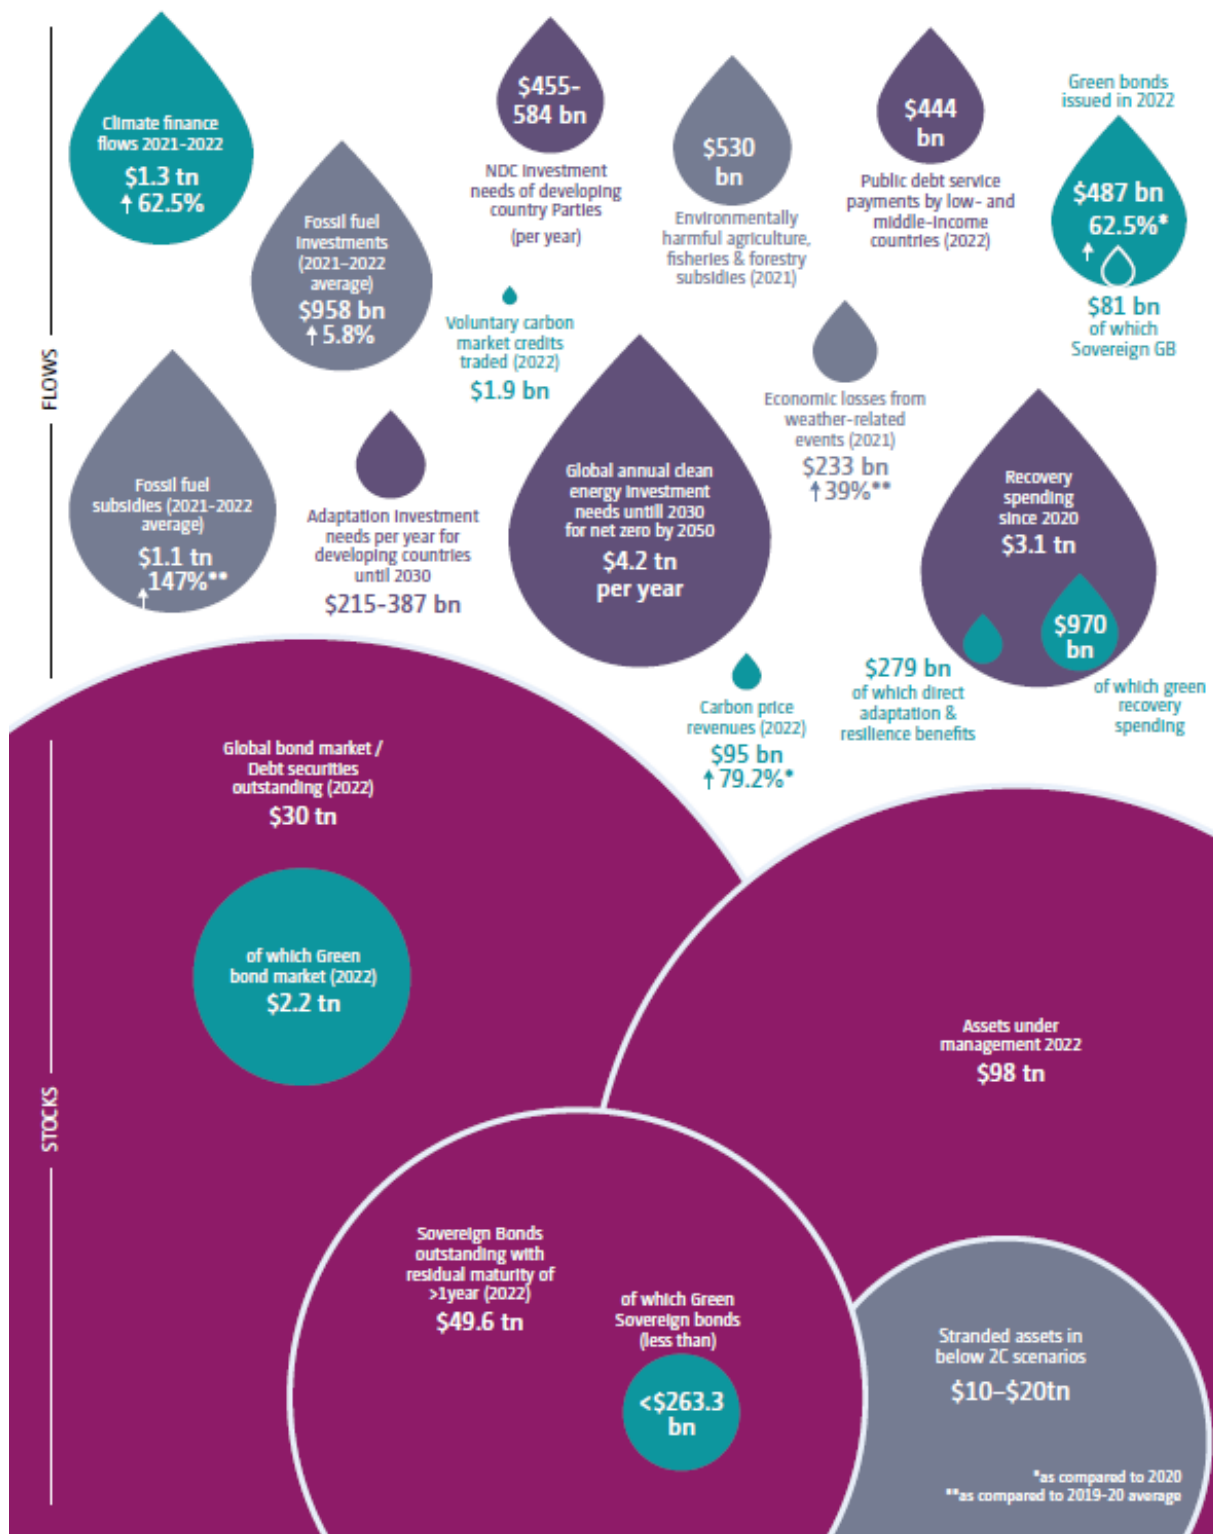 FLOWS
Climate finance
flows 2021-2022
$1.3 tn
↑ 62.5%
Fossil fuel
investments
(2021-2022
average)
$958 bn
↑ 5.8%
$455-
584 bn
NDC investment
needs of developing
country Parties
(per year)
$530
bn
Environmentally
harmful agriculture,
fisheries & forestry
subsidies (2021)
$444
bn
Public debt service
payments by low- and
middle-income
countries (2022)
Green bonds
issued in 2022
$487 bn
↑ 62.5%*
$81 bn
of which
Sovereign GB
Voluntary carbon
market credits
traded (2022)
$1.9 bn
Economic losses from
weather-related
events (2021)
$233 bn
↑ 39%**
Fossil fuel
subsidies (2021-2022
average)
$1.1 tn
↑ 147%**
Adaptation investment
needs per year for
developing countries
until 2030
$215-387 bn
Global annual clean
energy investment
needs untill 2030
for net zero by 2050
$4.2 tn
per year
Recovery
spending
since 2020
$3.1 tn
$970
bn
of which green
recovery
spending
$279 bn
of which direct
adaptation &
resilience benefits
Carbon price
revenues (2022)
$95 bn
↑ 79.2%*
STOCKS
Global bond market /
Debt securities
outstanding (2022)
$30 tn
of which Green
bond market (2022)
$2.2 tn
Assets under
management 2022
$98 tn
Sovereign Bonds
outstanding with
residual maturity of
>1year (2022)
$49.6 tn
of which Green
Sovereign bonds
(less than)
<$263.3
bn
Stranded assets in
below 2C scenarios
$10–$20tn
*as compared to 2020
**as compared to 2019-20 average